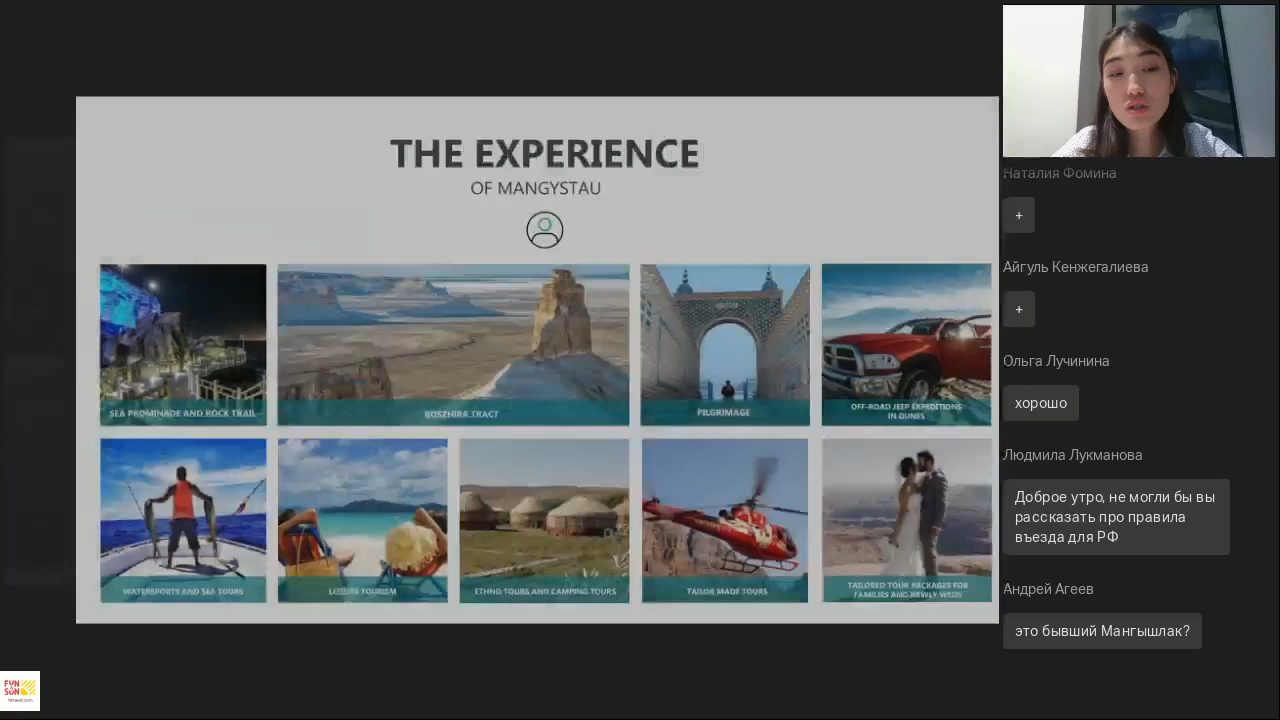 THE EXPERIENCE
OF MANGYSTAU
SEA PROMINADE AND ROCK TRAIL
BOSZHIRA TRACT
PILGRIMAGE
OFF-ROAD JEEP EXPEDITIONS
IN DUNES
WATERSPORTS AND SEA TOURS
LEISURE TOURISM
ETHNO TOURS AND CAMPING TOURS
TAILOR MADE TOURS
TAILORED TOUR PACKAGES FOR
FAMILIES AND NEWLY WEDS
Наталия Фомина
+
Айгуль Кенжегалиева
+
Ольга Лучинина
хорошо
Людмила Лукманова
Доброе утро, не могли бы вы
рассказать про правила
въезда для РФ
Андрей Агеев
это бывший Мангышлак?
FUN
SUN